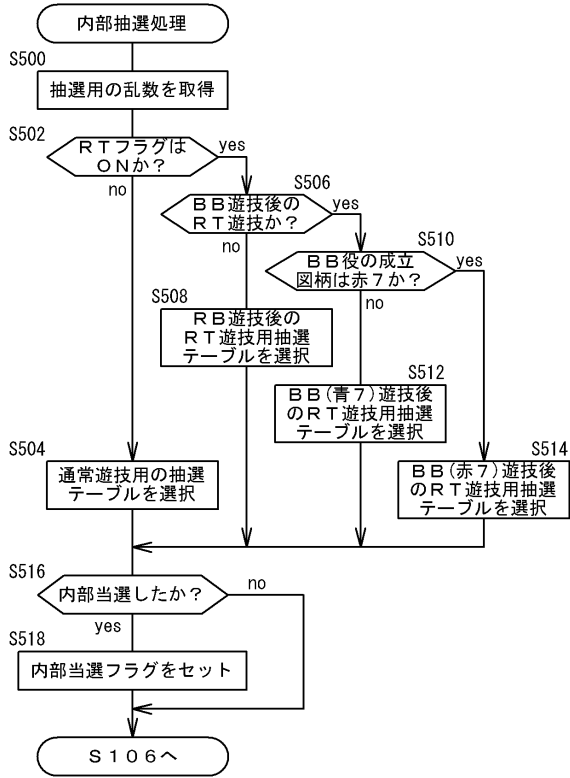 内部抽選処理
S500
抽選用の乱数を取得
S502
RTフラグは
ONか?
yes
no
S506
BB遊技後の
RT遊技か?
yes
no
S510
BB役の成立
図柄は赤7か?
yes
no
S508
RB遊技後の
RT遊技用抽選
テーブルを選択
S512
BB(青7)遊技後
のRT遊技用抽選
テーブルを選択
S504
通常遊技用の抽選
テーブルを選択
S514
BB(赤7)遊技後
のRT遊技用抽選
テーブルを選択
S516
内部当選したか?
no
yes
S518
内部当選フラグをセット
S106へ